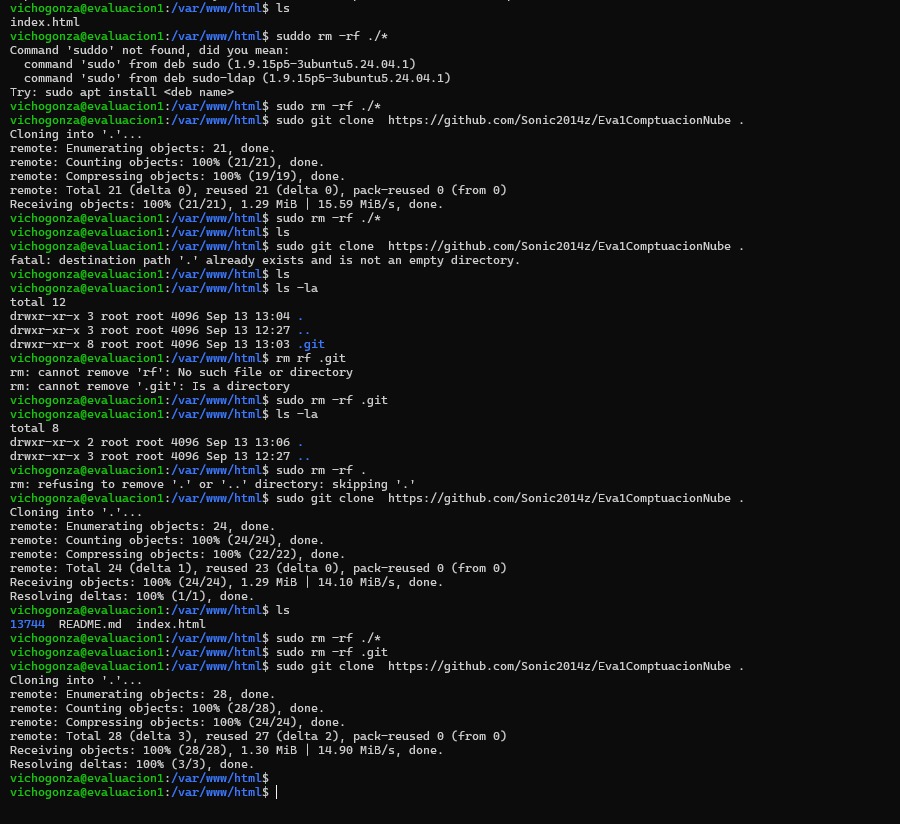 vichogonza@evaluacion1:/var/www/html$ ls
index.html
vichogonza@evaluacion1:/var/www/html$ suddo rm -rf ./*
Command 'suddo' not found, did you mean:
  command 'sudo' from deb sudo (1.9.15p5-3ubuntu5.24.04.1)
  command 'sudo' from deb sudo-ldap (1.9.15p5-3ubuntu5.24.04.1)
Try: sudo apt install <deb name>
vichogonza@evaluacion1:/var/www/html$ sudo rm -rf ./*
vichogonza@evaluacion1:/var/www/html$ sudo git clone  https://github.com/Sonic2014z/Eva1ComptuacionNube .
Cloning into '.'...
remote: Enumerating objects: 21, done.
remote: Counting objects: 100% (21/21), done.
remote: Compressing objects: 100% (19/19), done.
remote: Total 21 (delta 0), reused 21 (delta 0), pack-reused 0 (from 0)
Receiving objects: 100% (21/21), 1.29 MiB | 15.59 MiB/s, done.
vichogonza@evaluacion1:/var/www/html$ sudo rm -rf ./*
vichogonza@evaluacion1:/var/www/html$ ls
vichogonza@evaluacion1:/var/www/html$ sudo git clone  https://github.com/Sonic2014z/Eva1ComptuacionNube .
fatal: destination path '.' already exists and is not an empty directory.
vichogonza@evaluacion1:/var/www/html$ ls
vichogonza@evaluacion1:/var/www/html$ ls -la
total 12
drwxr-xr-x 3 root root 4096 Sep 13 13:04 .
drwxr-xr-x 3 root root 4096 Sep 13 12:27 ..
drwxr-xr-x 8 root root 4096 Sep 13 13:03 .git
vichogonza@evaluacion1:/var/www/html$ rm rf .git
rm: cannot remove 'rf': No such file or directory
rm: cannot remove '.git': Is a directory
vichogonza@evaluacion1:/var/www/html$ sudo rm -rf .git
vichogonza@evaluacion1:/var/www/html$ ls -la
total 8
drwxr-xr-x 2 root root 4096 Sep 13 13:06 .
drwxr-xr-x 3 root root 4096 Sep 13 12:27 ..
vichogonza@evaluacion1:/var/www/html$ sudo rm -rf .
rm: refusing to remove '.' or '..' directory: skipping '.'
vichogonza@evaluacion1:/var/www/html$ sudo git clone  https://github.com/Sonic2014z/Eva1ComptuacionNube .
Cloning into '.'...
remote: Enumerating objects: 24, done.
remote: Counting objects: 100% (24/24), done.
remote: Compressing objects: 100% (22/22), done.
remote: Total 24 (delta 1), reused 23 (delta 0), pack-reused 0 (from 0)
Receiving objects: 100% (24/24), 1.29 MiB | 14.10 MiB/s, done.
Resolving deltas: 100% (1/1), done.
vichogonza@evaluacion1:/var/www/html$ ls
13744  README.md  index.html
vichogonza@evaluacion1:/var/www/html$ sudo rm -rf ./*
vichogonza@evaluacion1:/var/www/html$ sudo rm -rf .git
vichogonza@evaluacion1:/var/www/html$ sudo git clone  https://github.com/Sonic2014z/Eva1ComptuacionNube .
Cloning into '.'...
remote: Enumerating objects: 28, done.
remote: Counting objects: 100% (28/28), done.
remote: Compressing objects: 100% (24/24), done.
remote: Total 28 (delta 3), reused 27 (delta 2), pack-reused 0 (from 0)
Receiving objects: 100% (28/28), 1.30 MiB | 14.90 MiB/s, done.
Resolving deltas: 100% (3/3), done.
vichogonza@evaluacion1:/var/www/html$
vichogonza@evaluacion1:/var/www/html$